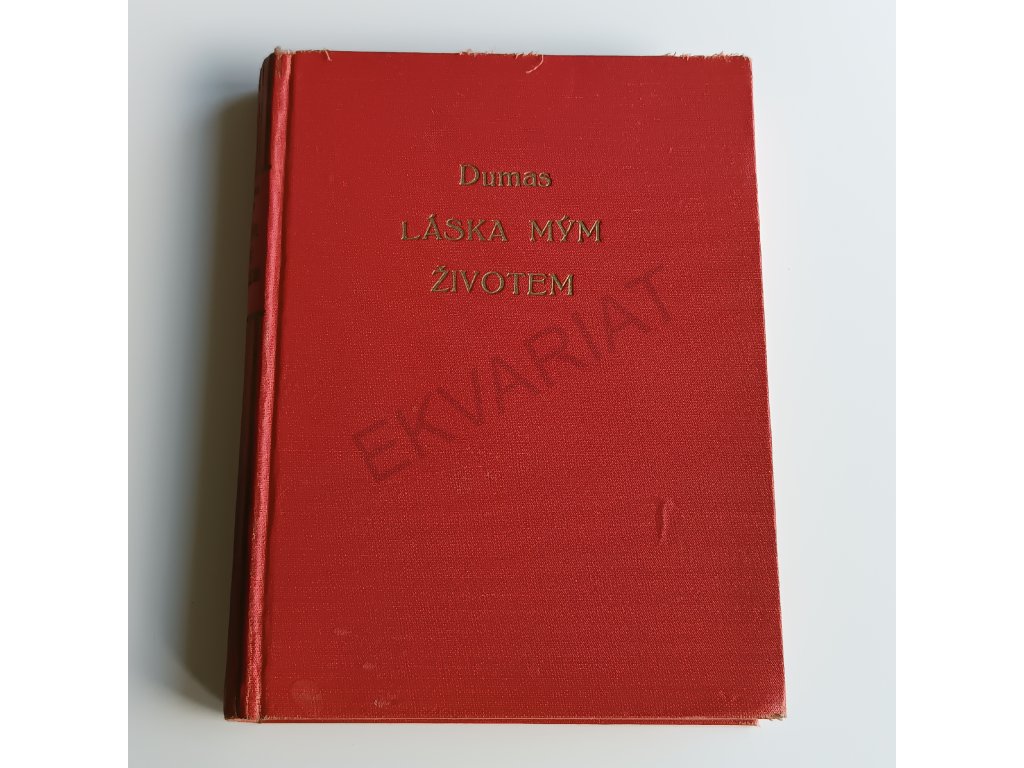 Dumas
LÁSKA MÝM
ŽIVOTEM
EKVARIAT